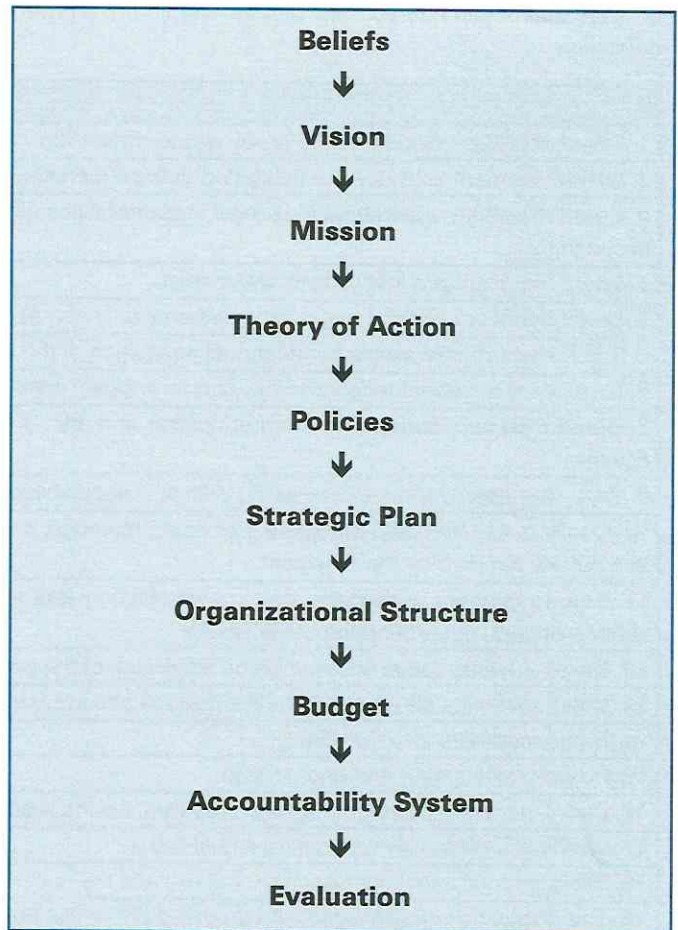 Beliefs
↓
Vision
↓
Mission
↓
Theory of Action
↓
Policies
↓
Strategic Plan
↓
Organizational Structure
↓
Budget
↓
Accountability System
↓
Evaluation